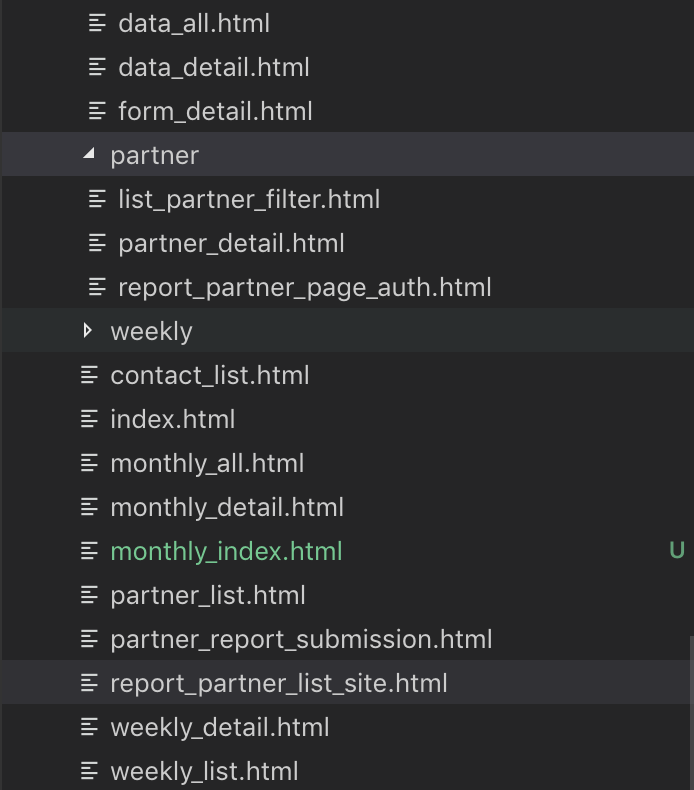 data_all.html
data_detail.html
form_detail.html
partner
list_partner_filter.html
partner_detail.html
report_partner_page_auth.html
weekly
contact_list.html
index.html
monthly_all.html
monthly_detail.html
monthly_index.html U
partner_list.html
partner_report_submission.html
report_partner_list_site.html
weekly_detail.html
weekly_list.html